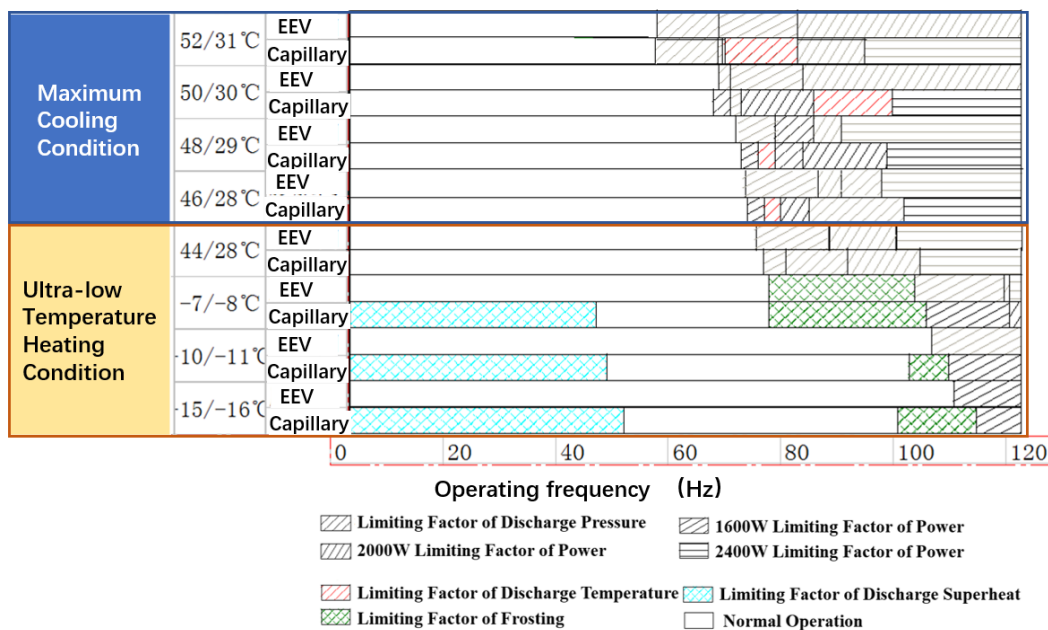 Maximum
Cooling
Condition
52/31℃
EEV
Capillary
50/30℃
EEV
Capillary
48/29℃
EEV
Capillary
46/28℃
EEV
Capillary
Ultra-low
Temperature
Heating
Condition
44/28℃
EEV
Capillary
-7/-8℃
EEV
Capillary
-10/-11℃
EEV
Capillary
-15/-16℃
EEV
Capillary
0 20 40 60 80 100 120
Operating frequency (Hz)
Limiting Factor of Discharge Pressure
1600W Limiting Factor of Power
2000W Limiting Factor of Power
2400W Limiting Factor of Power
Limiting Factor of Discharge Temperature
Limiting Factor of Discharge Superheat
Limiting Factor of Frosting
Normal Operation